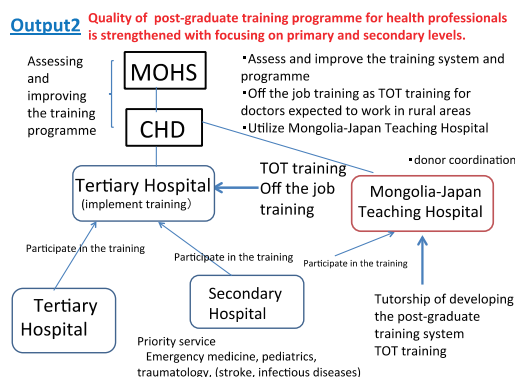 Output2
Quality of post-graduate training programme for health professionals
is strengthened with focusing on primary and secondary levels.
Assessing
and
improving
the training
programme
MOHS
CHD
・Assess and improve the training system and
programme
・Off the job training as TOT training for
doctors expected to work in rural areas
・Utilize Mongolia-Japan Teaching Hospital
・donor coordination
Tertiary Hospital
(implement training)
TOT training
Off the job
training
Mongolia-Japan
Teaching Hospital
Participate in the training
Participate in the training
Participate in the training
Tertiary
Hospital
Secondary
Hospital
Tutorship of developing
the post-graduate
training system
TOT training
Priority service
Emergency medicine, pediatrics,
traumatology, (stroke, infectious diseases)